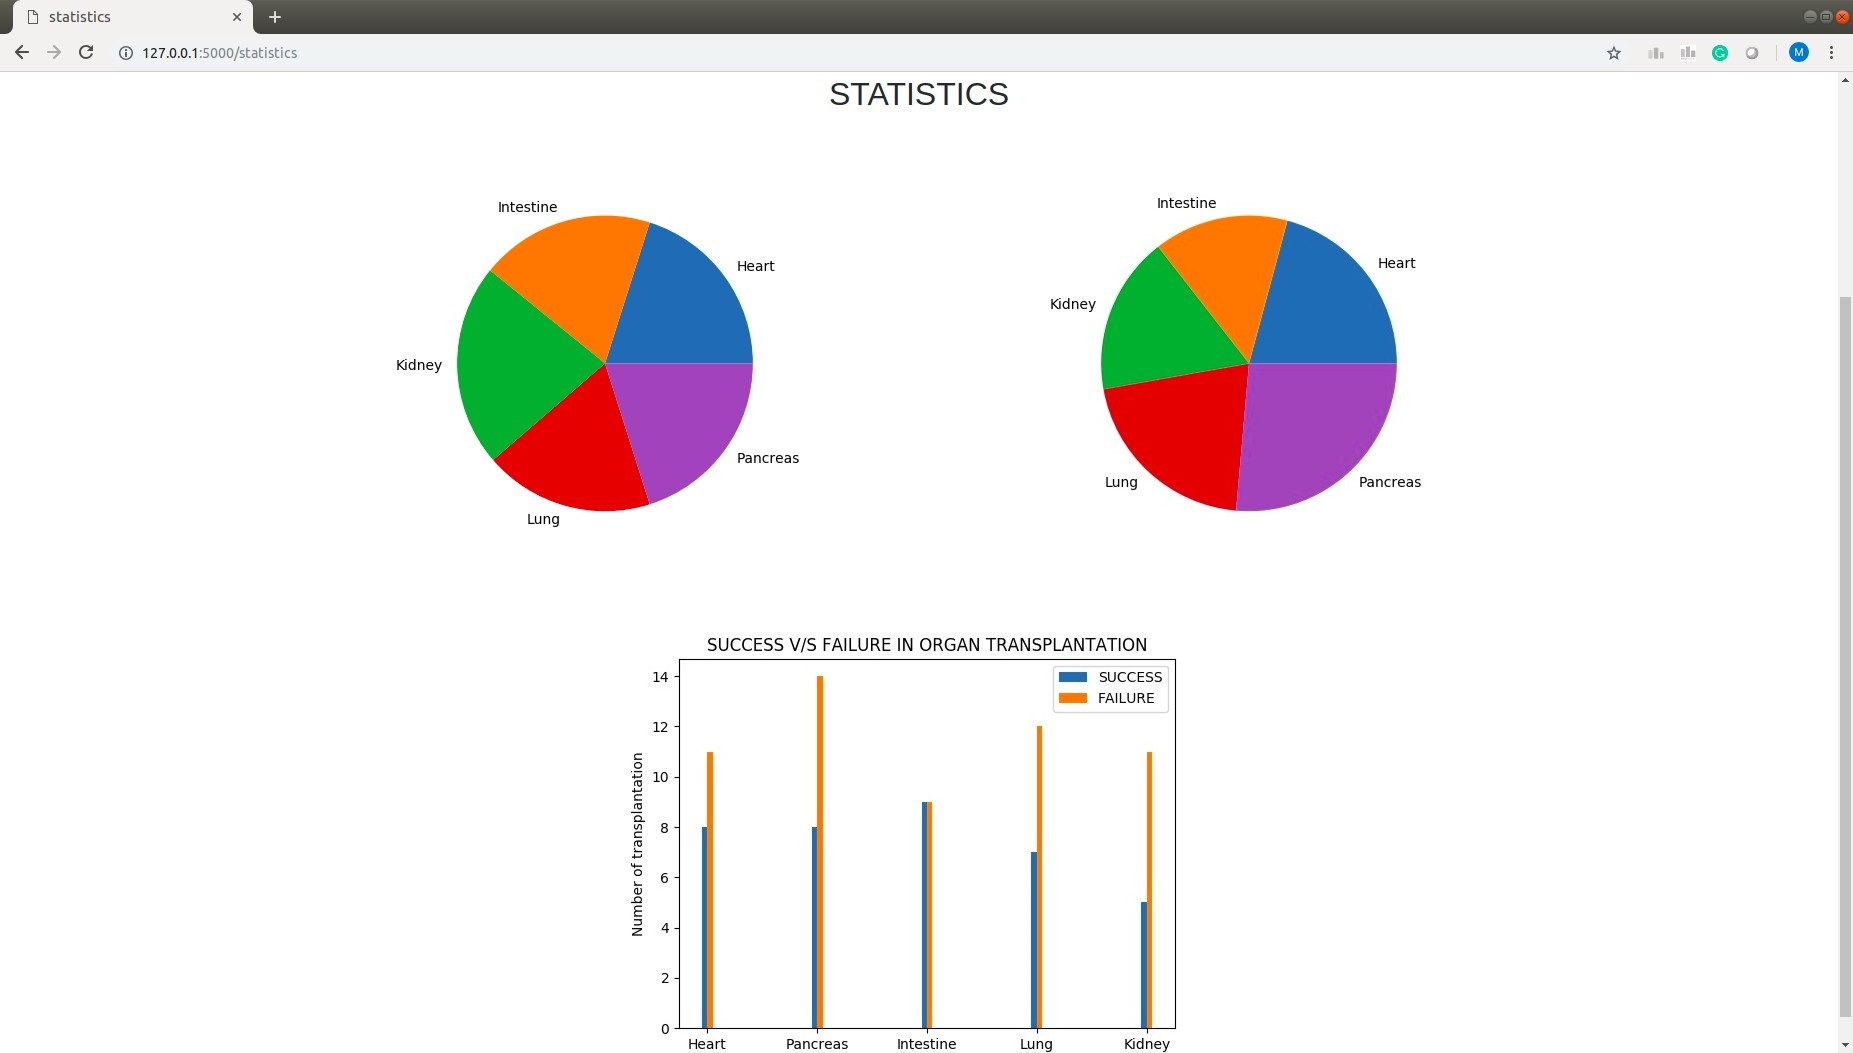 statistics
127.0.0.1:5000/statistics
M
STATISTICS
Intestine
Heart
Kidney
Pancreas
Lung
Intestine
Heart
Kidney
Lung
Pancreas
SUCCESS V/S FAILURE IN ORGAN TRANSPLANTATION
SUCCESS
FAILURE
Number of transplantation
14
12
10
8
6
4
2
0
Heart Pancreas Intestine Lung Kidney